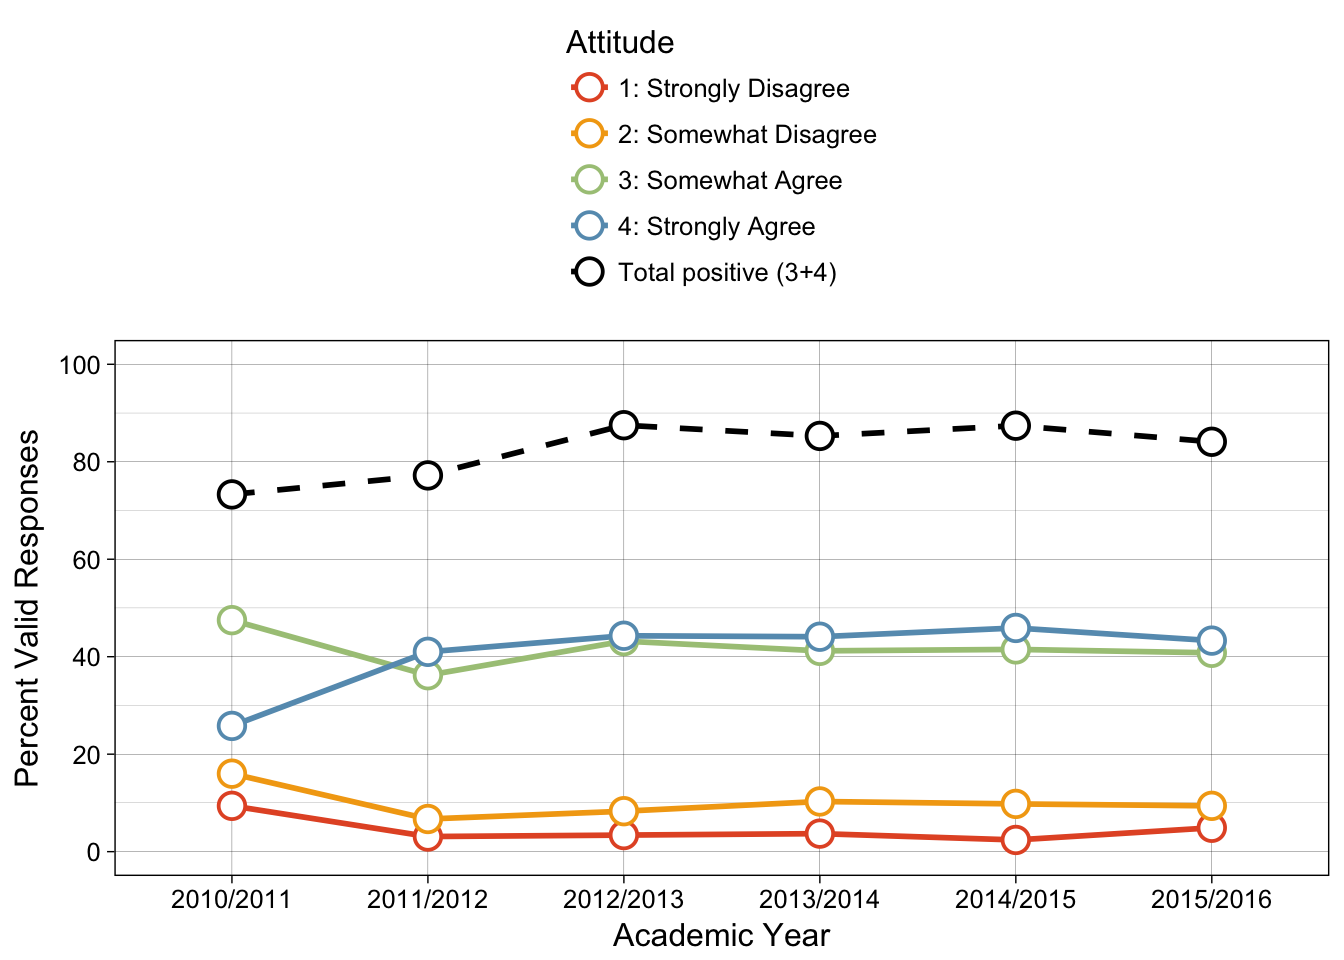 Attitude
1: Strongly Disagree
2: Somewhat Disagree
3: Somewhat Agree
4: Strongly Agree
Total positive (3+4)
Percent Valid Responses
100
80
60
40
20
0
2010/2011 2011/2012 2012/2013 2013/2014 2014/2015 2015/2016
Academic Year